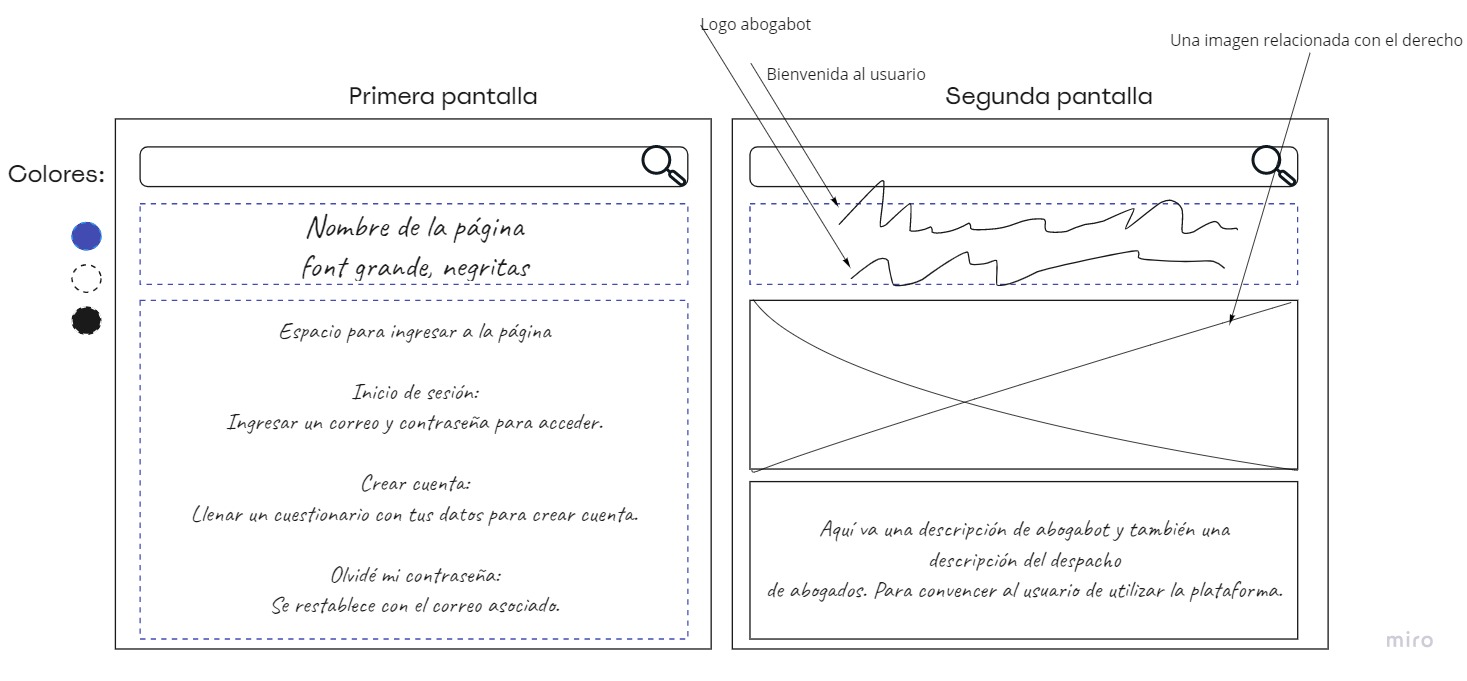 Logo abogabot
Una imagen relacionada con el derecho
Bienvenida al usuario
Primera pantalla
Segunda pantalla
Colores:
Nombre de la página
font grande, negritas
Espacio para ingresar a la página
Inicio de sesión:
Ingresar un correo y contraseña para acceder.
Crear cuenta:
Llenar un cuestionario con tus datos para crear cuenta.
Olvidé mi contraseña:
Se restablece con el correo asociado.
Aquí va una descripción de abogabot y también una
descripción del despacho
de abogados. Para convencer al usuario de utilizar la plataforma.
miro